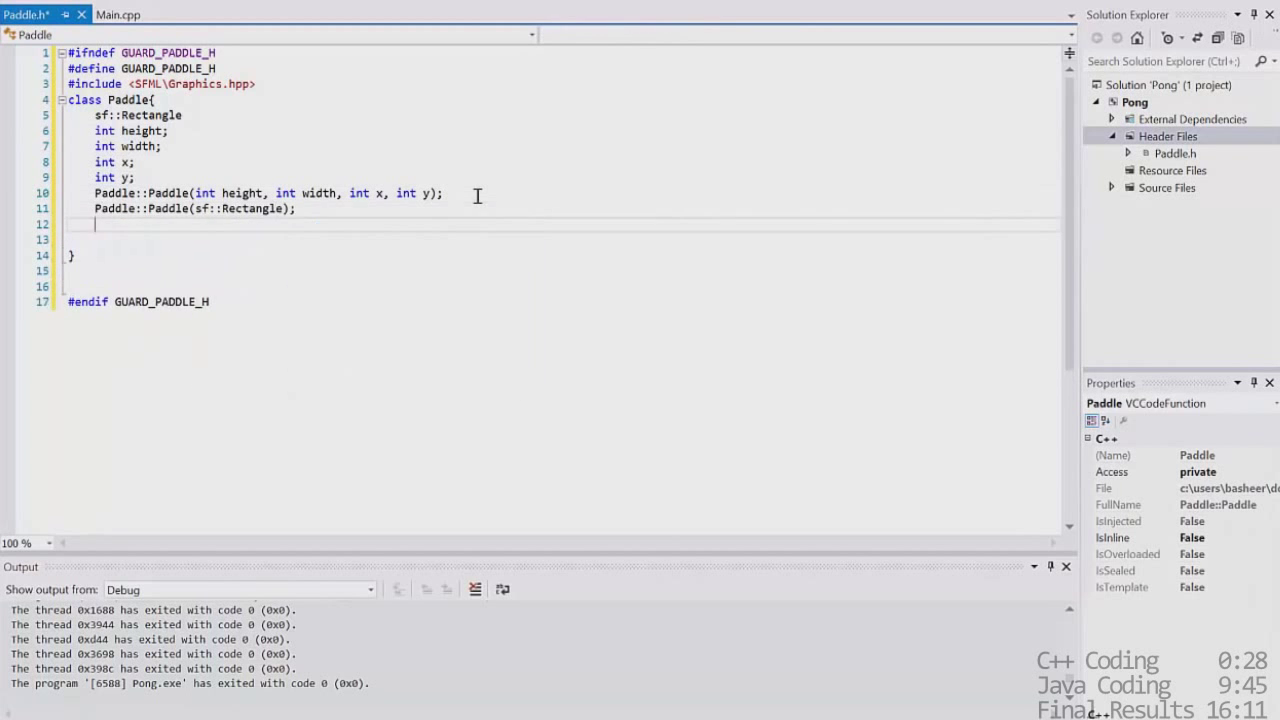 Paddle.h*
Main.cpp
Paddle
1 #ifndef GUARD_PADDLE_H
2 #define GUARD_PADDLE_H
3 #include <SFML\Graphics.hpp>
4 class Paddle{
5 sf::Rectangle
6 int height;
7 int width;
8 int x;
9 int y;
10 Paddle::Paddle(int height, int width, int x, int y);
11 Paddle::Paddle(sf::Rectangle);
12
13
14 }
15
16
17 #endif GUARD_PADDLE_H
100 %
Output
Show output from: Debug
The thread 0x1688 has exited with code 0 (0x0).
The thread 0x3944 has exited with code 0 (0x0).
The thread 0xd44 has exited with code 0 (0x0).
The thread 0x3698 has exited with code 0 (0x0).
The thread 0x398c has exited with code 0 (0x0).
The program '[6588] Pong.exe' has exited with code 0 (0x0).
Solution Explorer
Search Solution Explorer (Ctrl+;)
Solution 'Pong' (1 project)
Pong
External Dependencies
Header Files
Paddle.h
Resource Files
Source Files
Properties
Paddle VCCodeFunction
C++
(Name) Paddle
Access private
File c:\users\basheer\do
FullName Paddle::Paddle
IsInjected False
IsInline False
IsOverloaded False
IsSealed False
IsTemplate False
C++ Coding 0:28
Java Coding 9:45
Final Results 16:11
C++